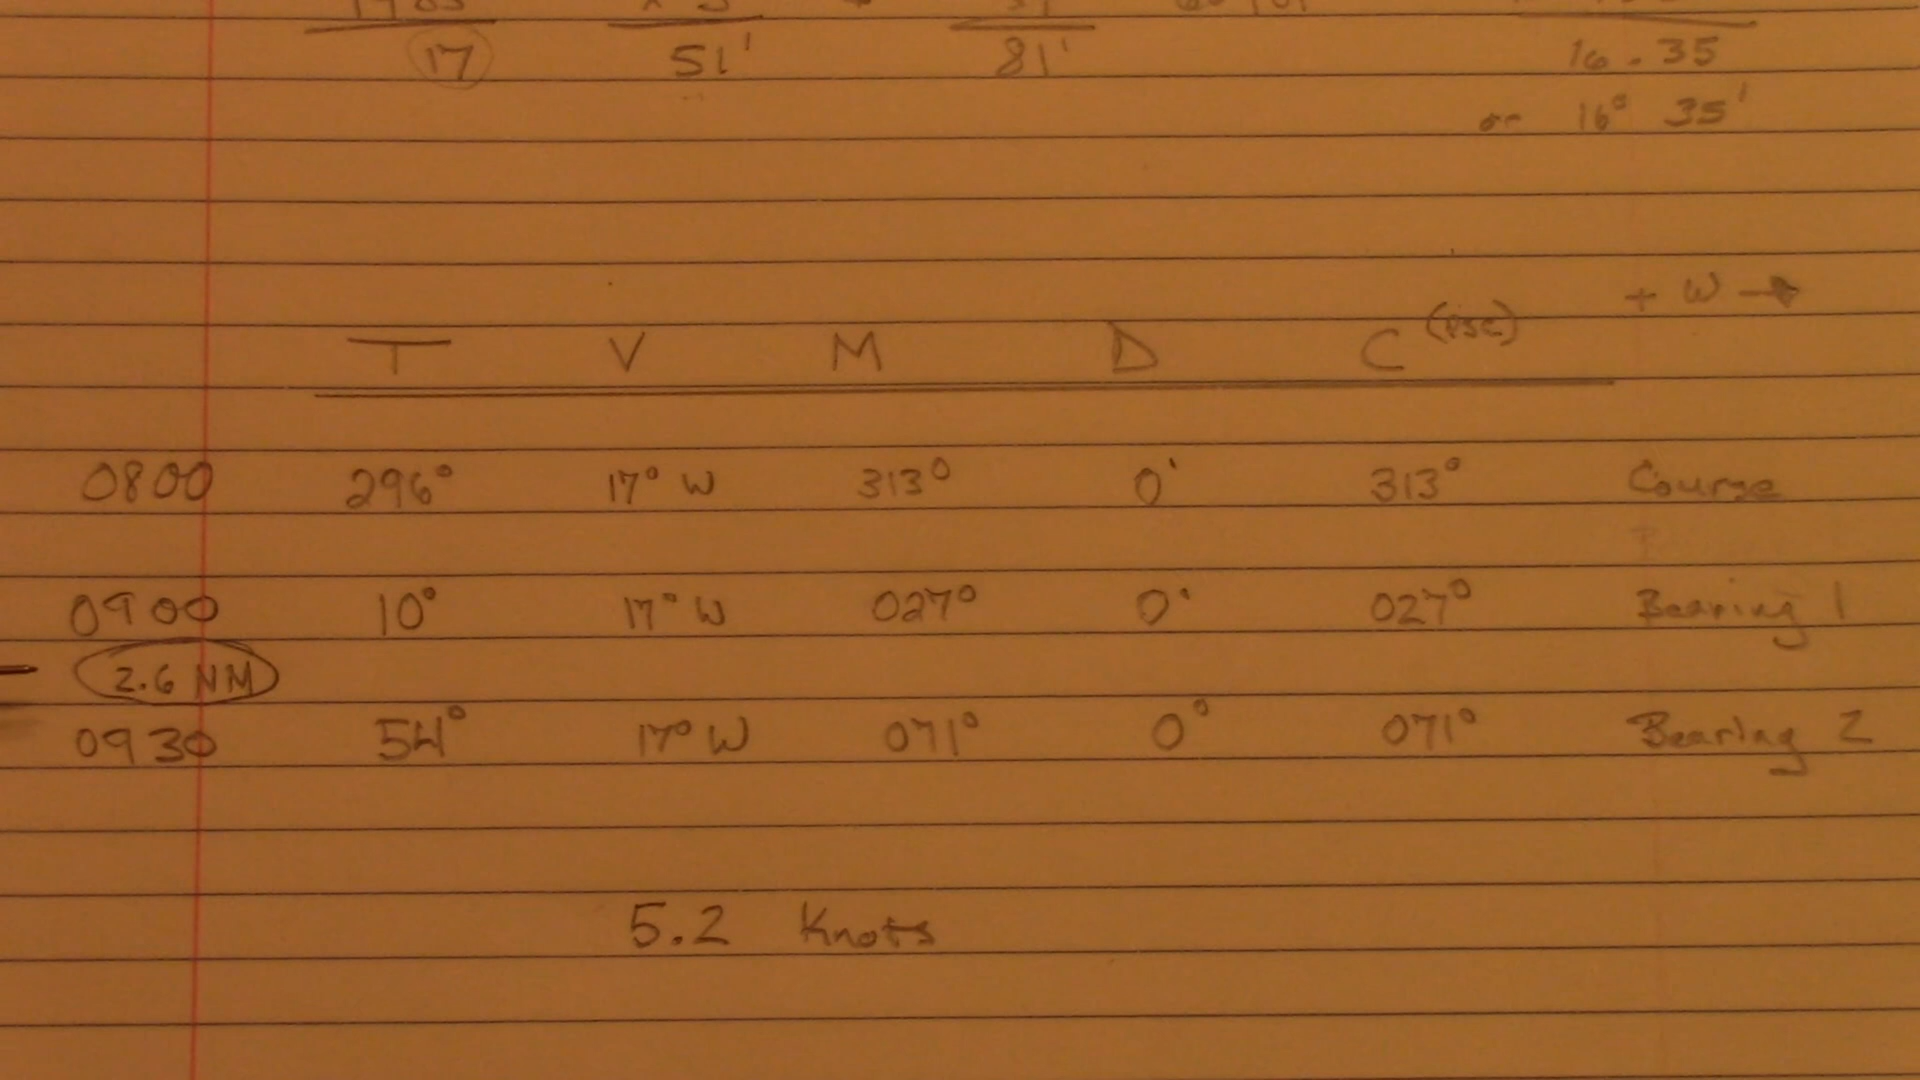 17 51' 81' 16.35
or 16° 35'
+ W →
T V M D C (PSC)
0800 296° 17° W 313° 0° 313° Course
0900 10° 17° W 027° 0° 027° Bearing 1
2.6 NM
0930 54° 17° W 071° 0° 071° Bearing 2
5.2 Knots